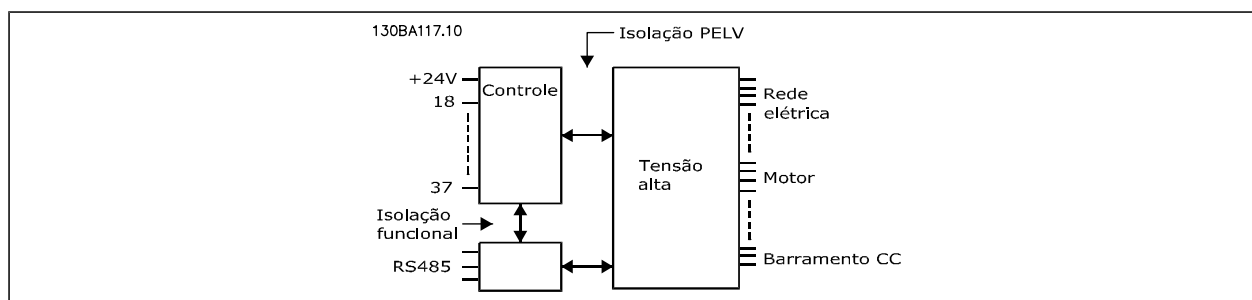 130BA117.10
Isolação PELV
+24V
Controle
18
37
Tensão
alta
Rede
elétrica
Motor
Isolação
funcional
RS485
Barramento CC